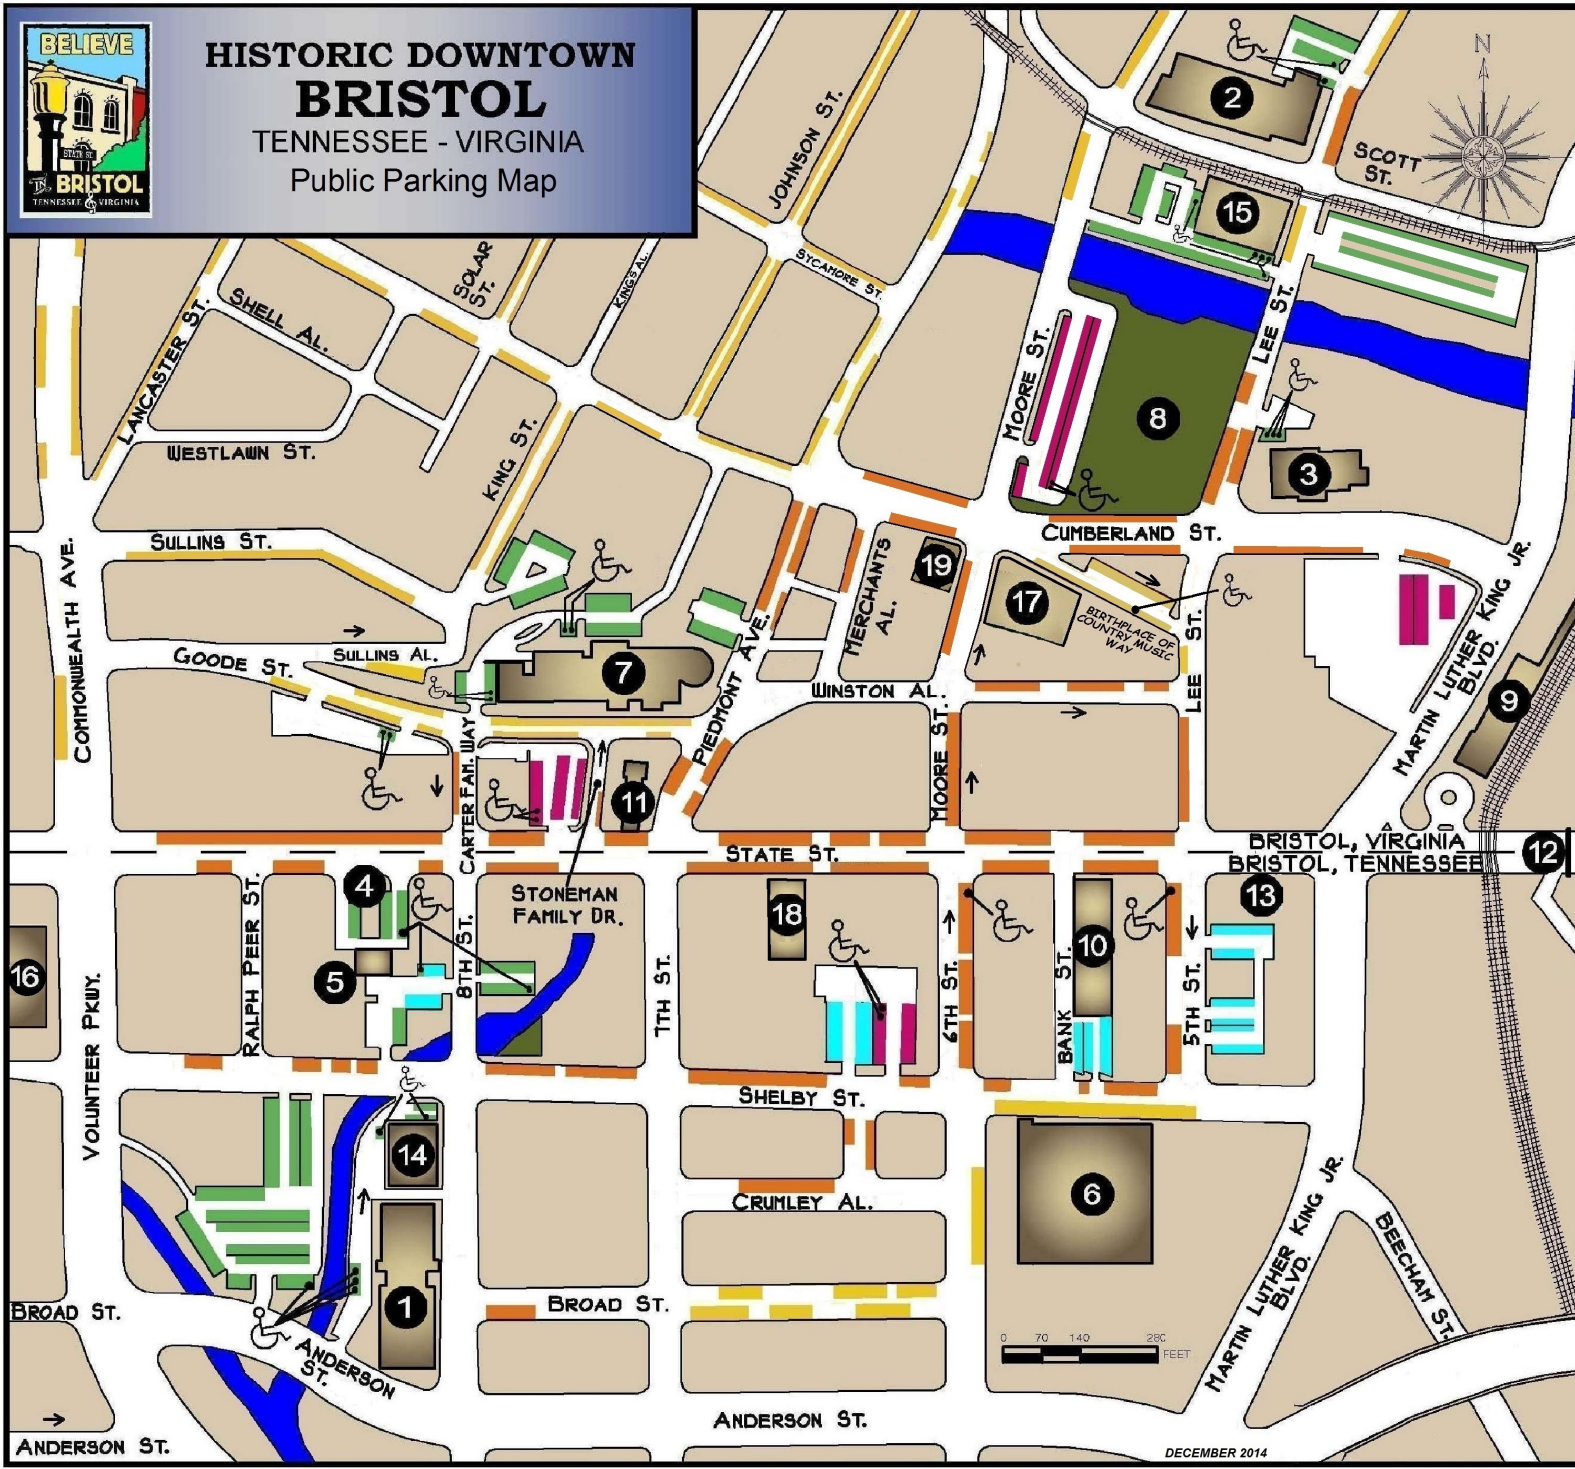 BELIEVE
STATE ST.
IN
BRISTOL
TENNESSEE & VIRGINIA
HISTORIC DOWNTOWN
BRISTOL
TENNESSEE - VIRGINIA
Public Parking Map
N
2
SCOTT
ST.
JOHNSON ST.
15
SOLAR
ST.
KINGS AL.
SYCAMORE ST.
LANCASTER ST.
SHELL AL.
LEE ST.
MOORE ST.
8
3
WESTLAWN ST.
KING ST.
CUMBERLAND ST.
SULLINS ST.
COMMONWEALTH AVE.
19
MERCHANTS
AL.
17
BIRTHPLACE OF
COUNTRY MUSIC
WAY
LEE ST.
MARTIN LUTHER KING JR.
BLVD.
GOODE ST.
SULLINS AL.
7
PIEDMONT AVE.
WINSTON AL.
9
CARTER FAM. WAY
MOORE ST.
11
STATE ST.
BRISTOL, VIRGINIA
BRISTOL, TENNESSEE
12
4
STONEMAN
FAMILY DR.
18
13
RALPH PEER ST.
8TH ST.
16
5
7TH ST.
6TH ST.
BANK ST.
10
5TH ST.
VOLUNTEER PKWY.
SHELBY ST.
14
CRUMLEY AL.
6
MARTIN LUTHER KING JR.
BLVD.
BEECHAM ST.
1
BROAD ST.
BROAD ST.
ANDERSON
ST.
0 70 140 280
FEET
ANDERSON ST.
ANDERSON ST.
DECEMBER 2014